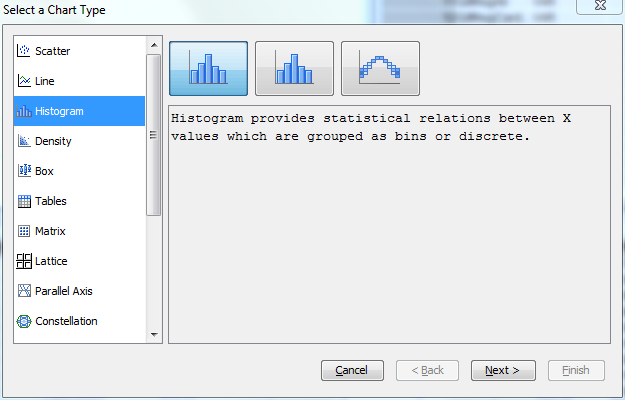 Select a Chart Type
Scatter
Line
Histogram
Density
Box
Tables
Matrix
Lattice
Parallel Axis
Constellation
Histogram provides statistical relations between X
values which are grouped as bins or discrete.
Cancel
< Back
Next >
Finish